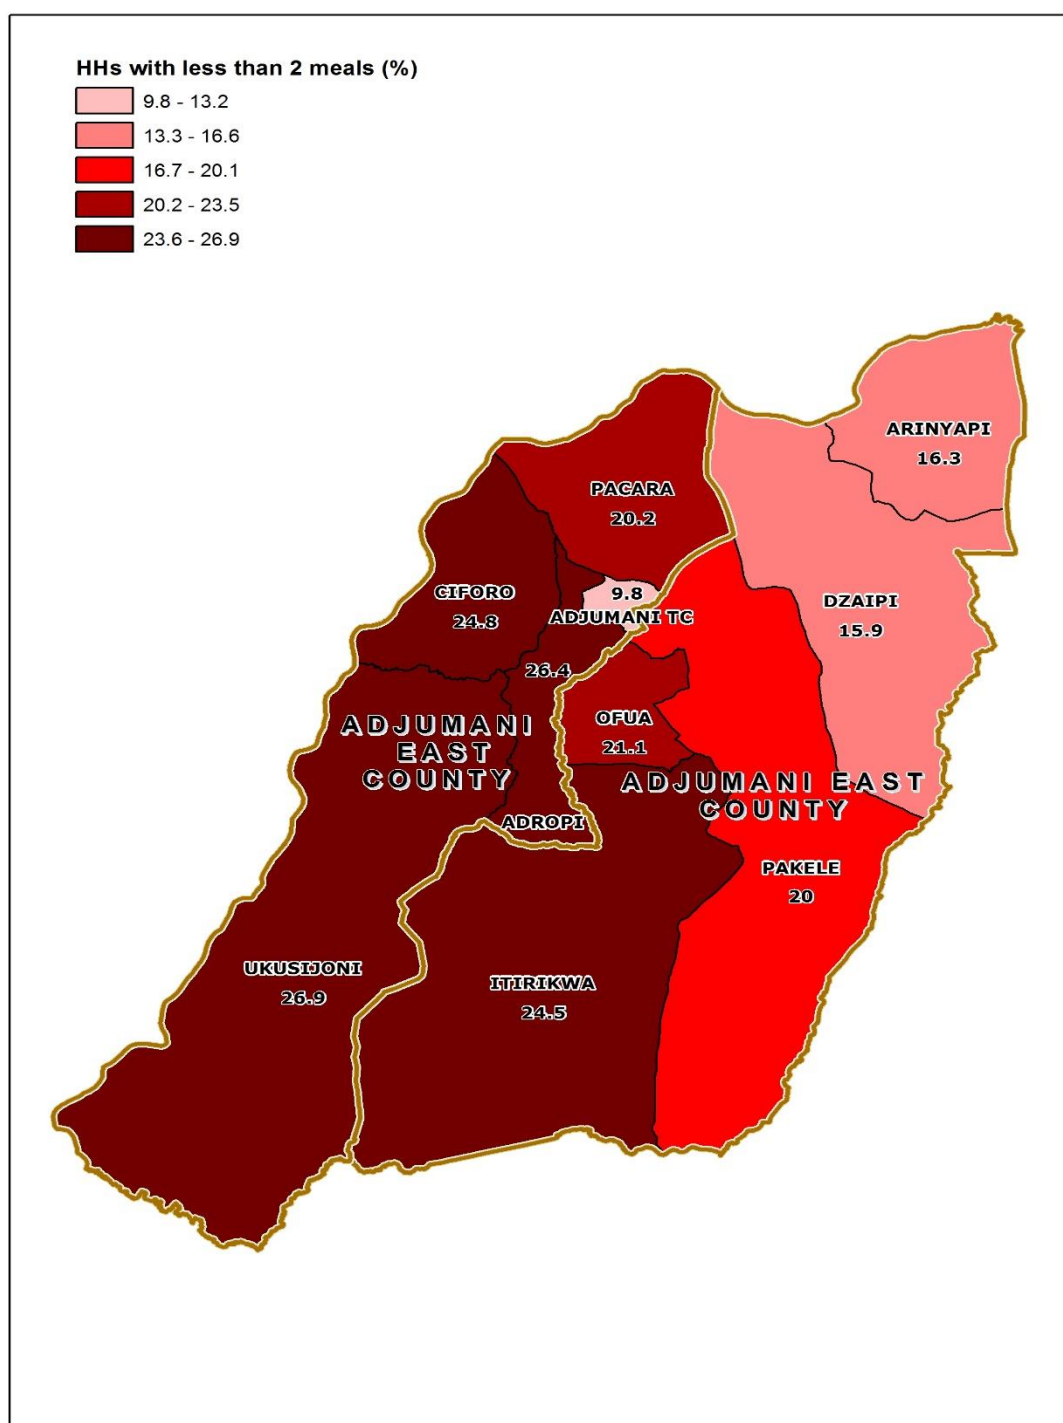 HHs with less than 2 meals (%)
9.8 - 13.2
13.3 - 16.6
16.7 - 20.1
20.2 - 23.5
23.6 - 26.9
ARINYAPI
16.3
PACARA
20.2
CIFORO
24.8
9.8
ADJUMANI TC
DZAIPI
15.9
26.4
OFUA
21.1
ADJUMANI
EAST
COUNTY
ADJUMANI EAST
COUNTY
ADROPI
PAKELE
20
UKUSIJONI
26.9
ITIRIKWA
24.5